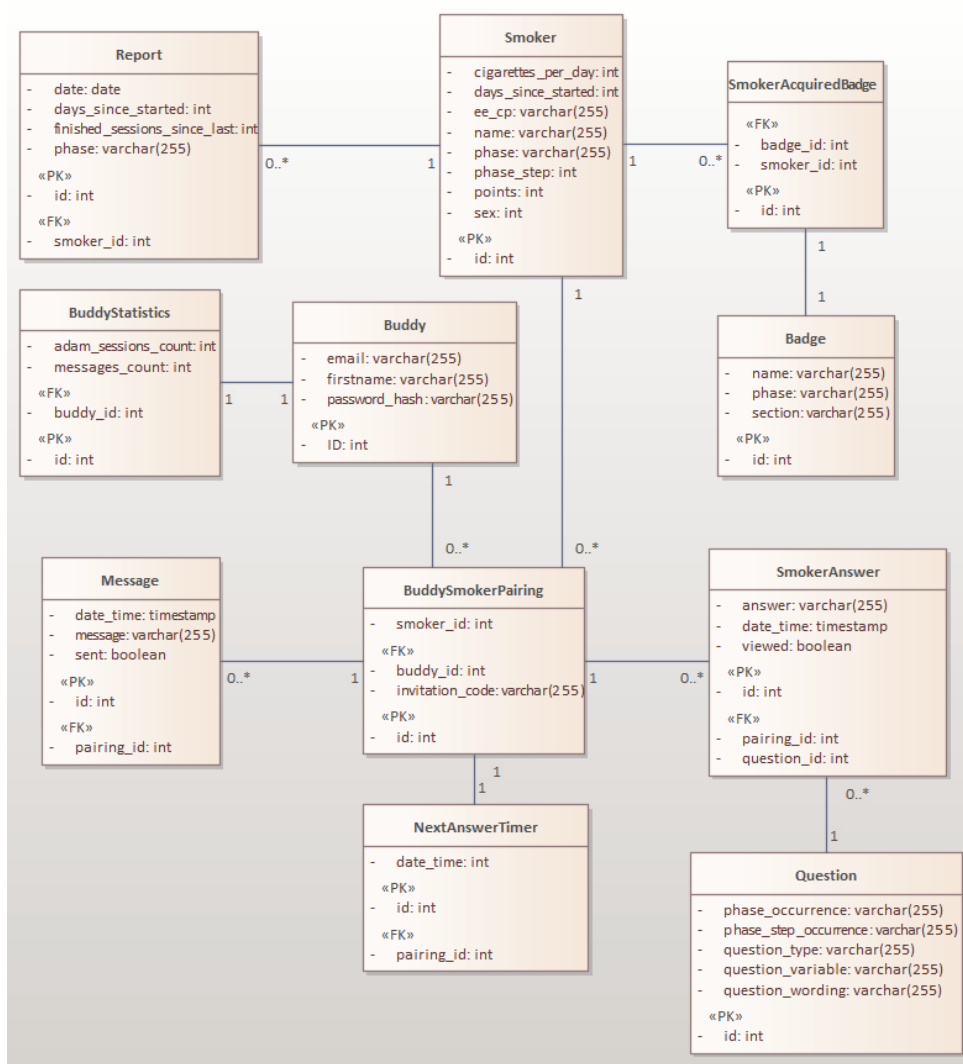 Report
- date: date
- days_since_started: int
- finished_sessions_since_last: int
- phase: varchar(255)
«PK»
- id: int
«FK»
- smoker_id: int
0..*
1
Smoker
- cigarettes_per_day: int
- days_since_started: int
- ee_cp: varchar(255)
- name: varchar(255)
- phase: varchar(255)
- phase_step: int
- points: int
- sex: int
«PK»
- id: int
1
0..*
1
SmokerAcquiredBadge
«FK»
- badge_id: int
- smoker_id: int
«PK»
- id: int
1
1
Badge
- name: varchar(255)
- phase: varchar(255)
- section: varchar(255)
«PK»
- id: int
BuddyStatistics
- adam_sessions_count: int
- messages_count: int
«FK»
- buddy_id: int
«PK»
- id: int
1
1
Buddy
- email: varchar(255)
- firstname: varchar(255)
- password_hash: varchar(255)
«PK»
- ID: int
1
0..*
0..*
Message
- date_time: timestamp
- message: varchar(255)
- sent: boolean
«PK»
- id: int
«FK»
- pairing_id: int
0..*
1
BuddySmokerPairing
- smoker_id: int
«FK»
- buddy_id: int
- invitation_code: varchar(255)
«PK»
- id: int
1
0..*
1
1
SmokerAnswer
- answer: varchar(255)
- date_time: timestamp
- viewed: boolean
«PK»
- id: int
«FK»
- pairing_id: int
- question_id: int
0..*
1
NextAnswerTimer
- date_time: int
«PK»
- id: int
«FK»
- pairing_id: int
Question
- phase_occurrence: varchar(255)
- phase_step_occurrence: varchar(255)
- question_type: varchar(255)
- question_variable: varchar(255)
- question_wording: varchar(255)
«PK»
- id: int